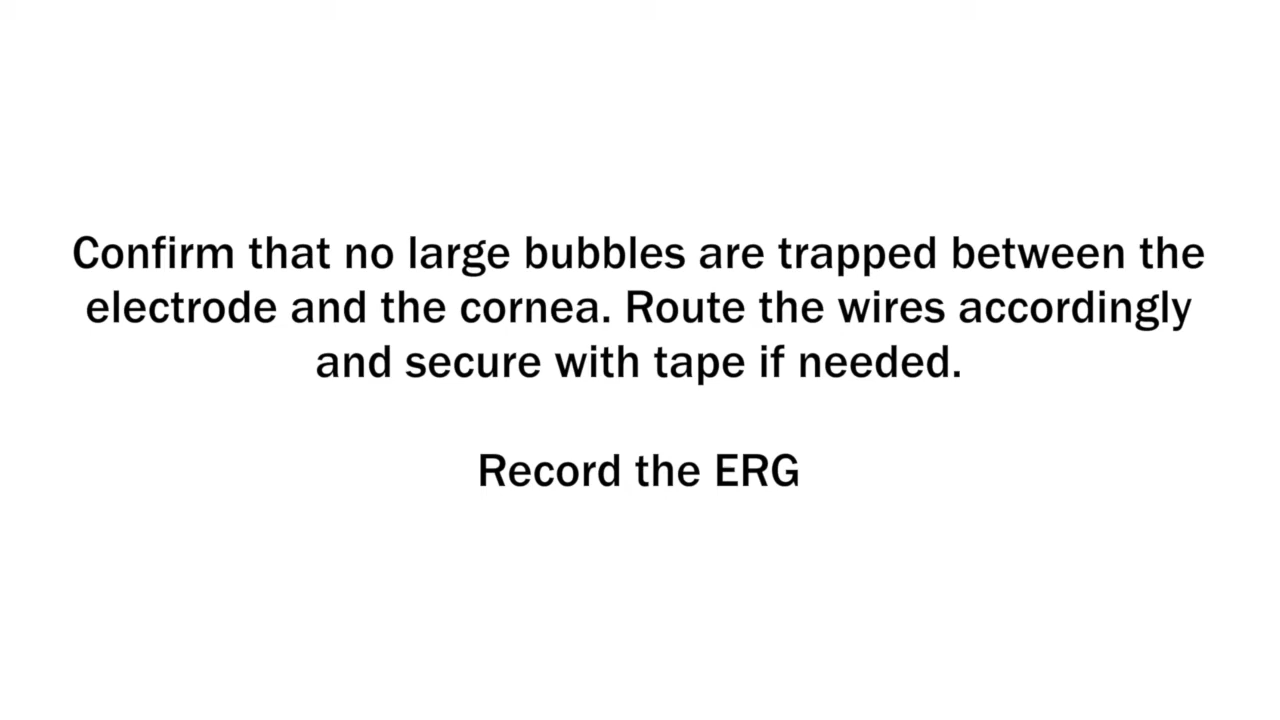 Confirm that no large bubbles are trapped between the
electrode and the cornea. Route the wires accordingly
and secure with tape if needed.
Record the ERG